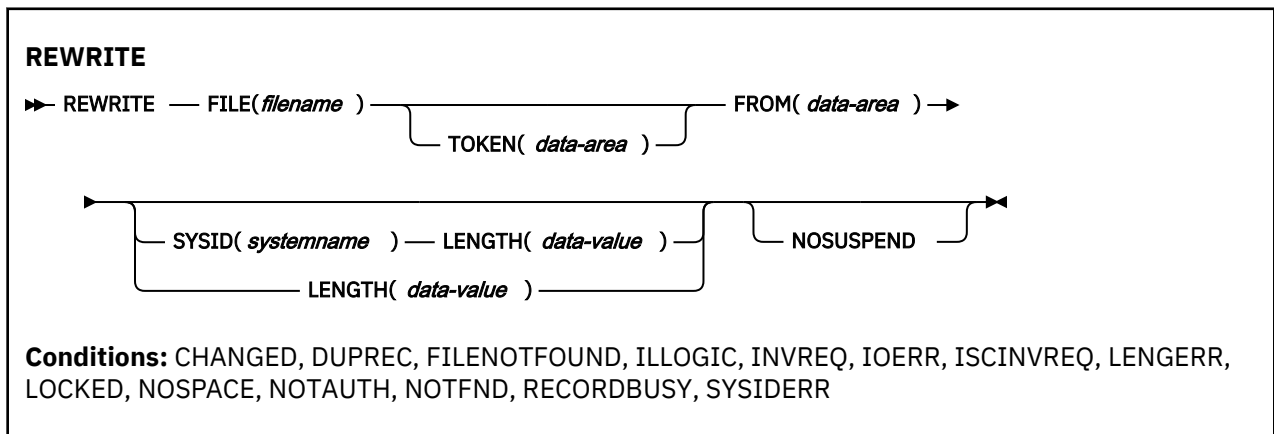 REWRITE
REWRITE FILE(filename ) FROM( data-area )
TOKEN( data-area )
SYSID( systemname ) LENGTH( data-value ) NOSUSPEND
LENGTH( data-value )
Conditions: CHANGED, DUPREC, FILENOTFOUND, ILLOGIC, INVREQ, IOERR, ISCINVREQ, LENGERR,
LOCKED, NOSPACE, NOTAUTH, NOTFND, RECORDBUSY, SYSIDERR